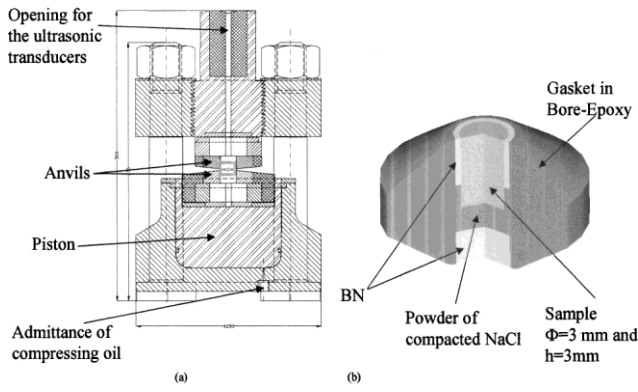 Opening for
the ultrasonic
transducers
Anvils
Piston
Admittance of
compressing oil
(a)
(b)
Gasket in
Bore-Epoxy
BN
Powder of
compacted NaCl
Sample
Φ=3 mm and
h=3mm